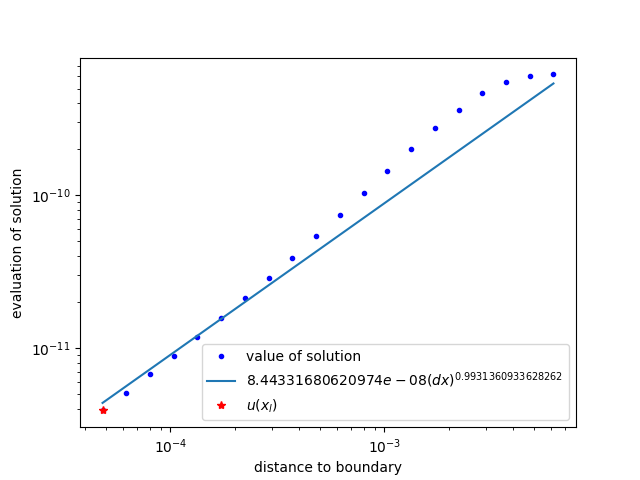 evaluation of solution
10^{-10}
10^{-11}
value of solution
8.44331680620974e − 08(dx)^{0.9931360933628262}
u(x_l)
10^{-4}
10^{-3}
distance to boundary